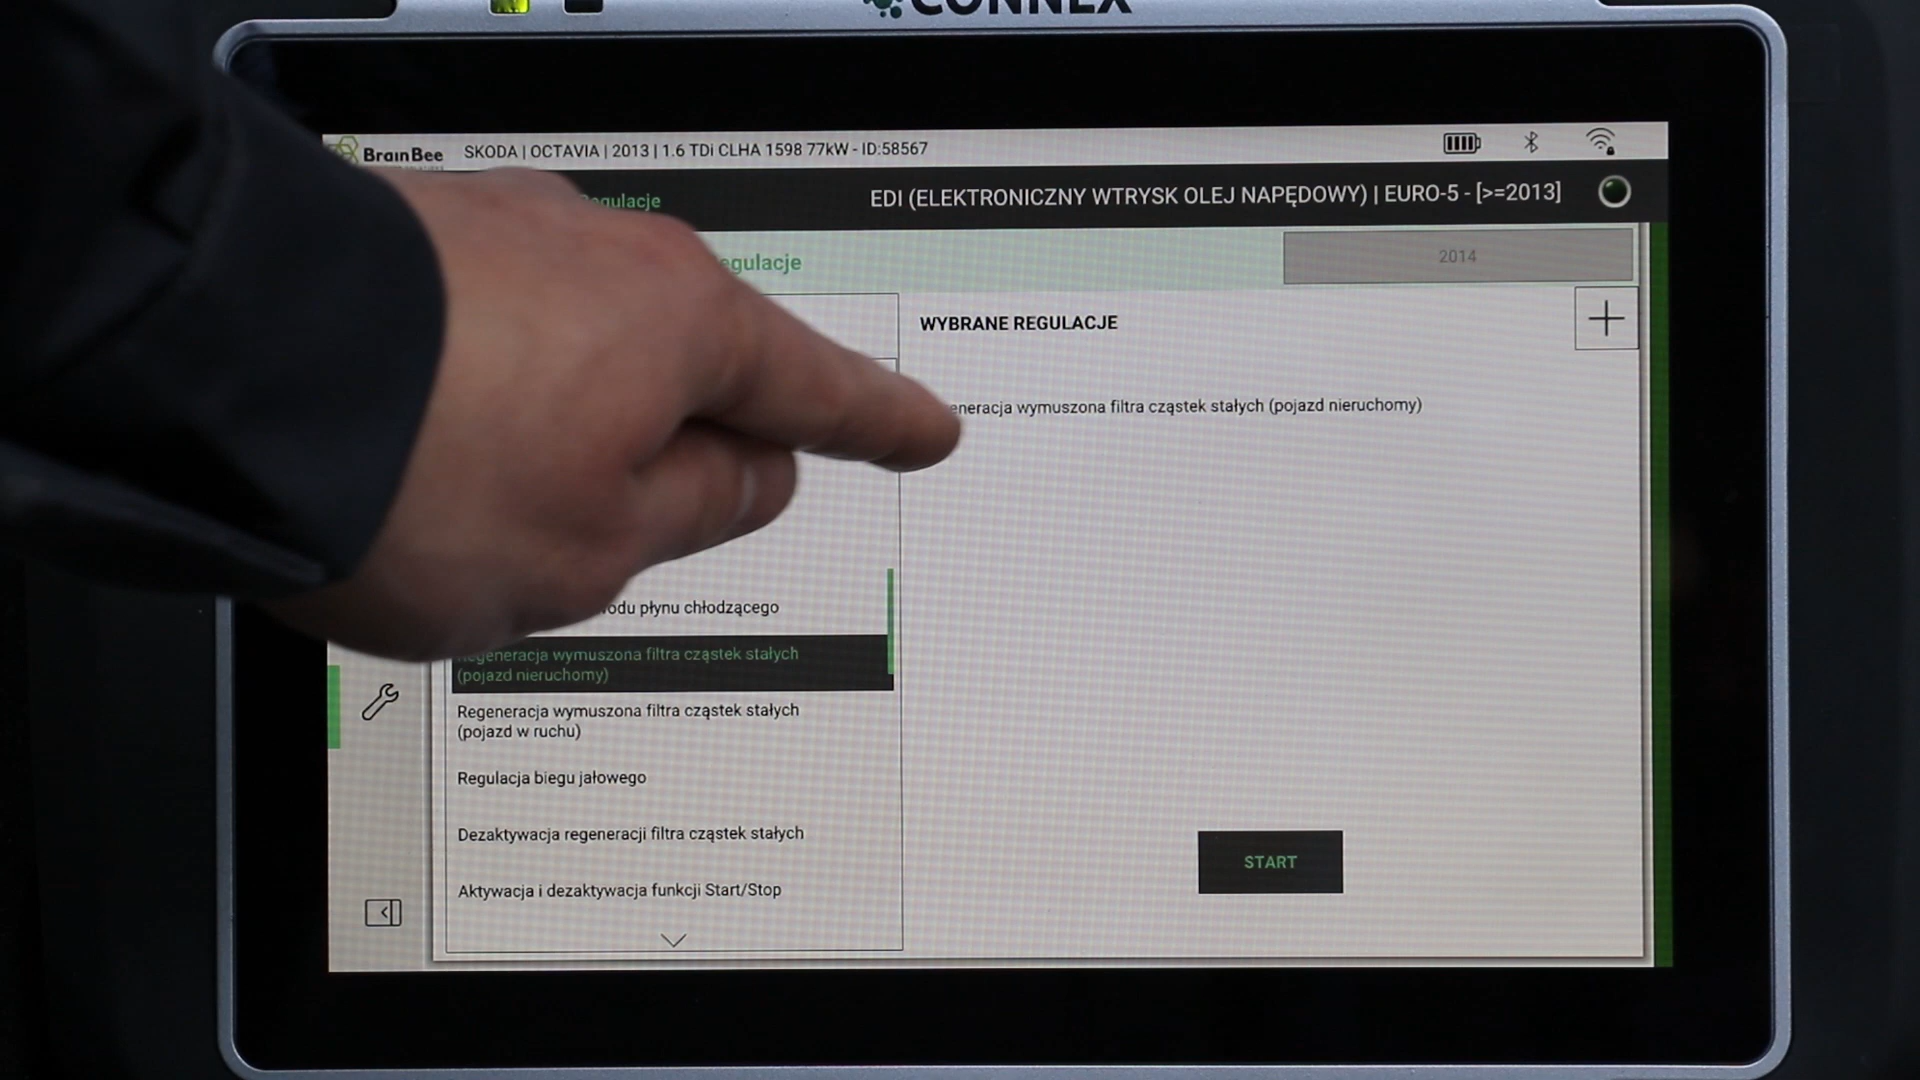 CONNEX
BrainBee
SKODA | OCTAVIA | 2013 | 1.6 TDi CLHA 1598 77kW - ID:58567
EDI (ELEKTRONICZNY WTRYSK OLEJ NAPĘDOWY) | EURO-5 - [>=2013]
2014
WYBRANE REGULACJE
wymuszona filtra cząstek stałych (pojazd nieruchomy)
płynu chłodzącego
Regeneracja wymuszona filtra cząstek stałych
(pojazd nieruchomy)
Regeneracja wymuszona filtra cząstek stałych
(pojazd w ruchu)
Regulacja biegu jałowego
Dezaktywacja regeneracji filtra cząstek stałych
Aktywacja i dezaktywacja funkcji Start/Stop
START